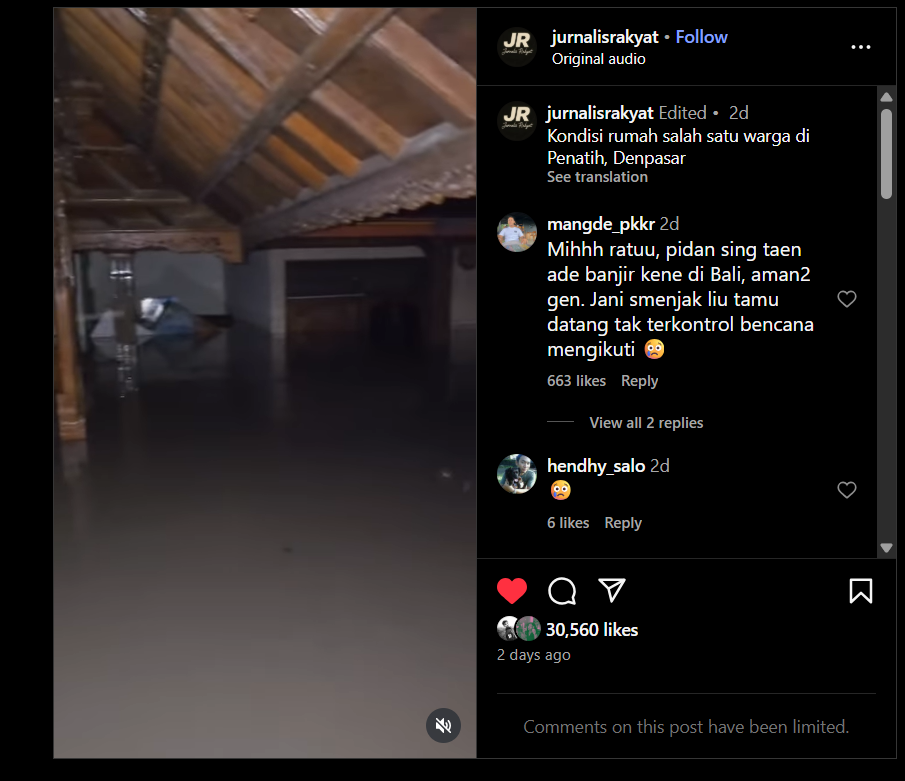 JR
jurnalisrakyat • Follow
Original audio
JR
jurnalisrakyat Edited • 2d
Kondisi rumah salah satu warga di
Penatih, Denpasar
See translation
mangde_pkkr 2d
Mihhh ratuu, pidan sing taen
ade banjir kene di Bali, aman2
gen. Jani smenjak liu tamu
datang tak terkontrol bencana
mengikuti 😢
663 likes Reply
View all 2 replies
hendhy_salo 2d
😢
6 likes Reply
30,560 likes
2 days ago
Comments on this post have been limited.